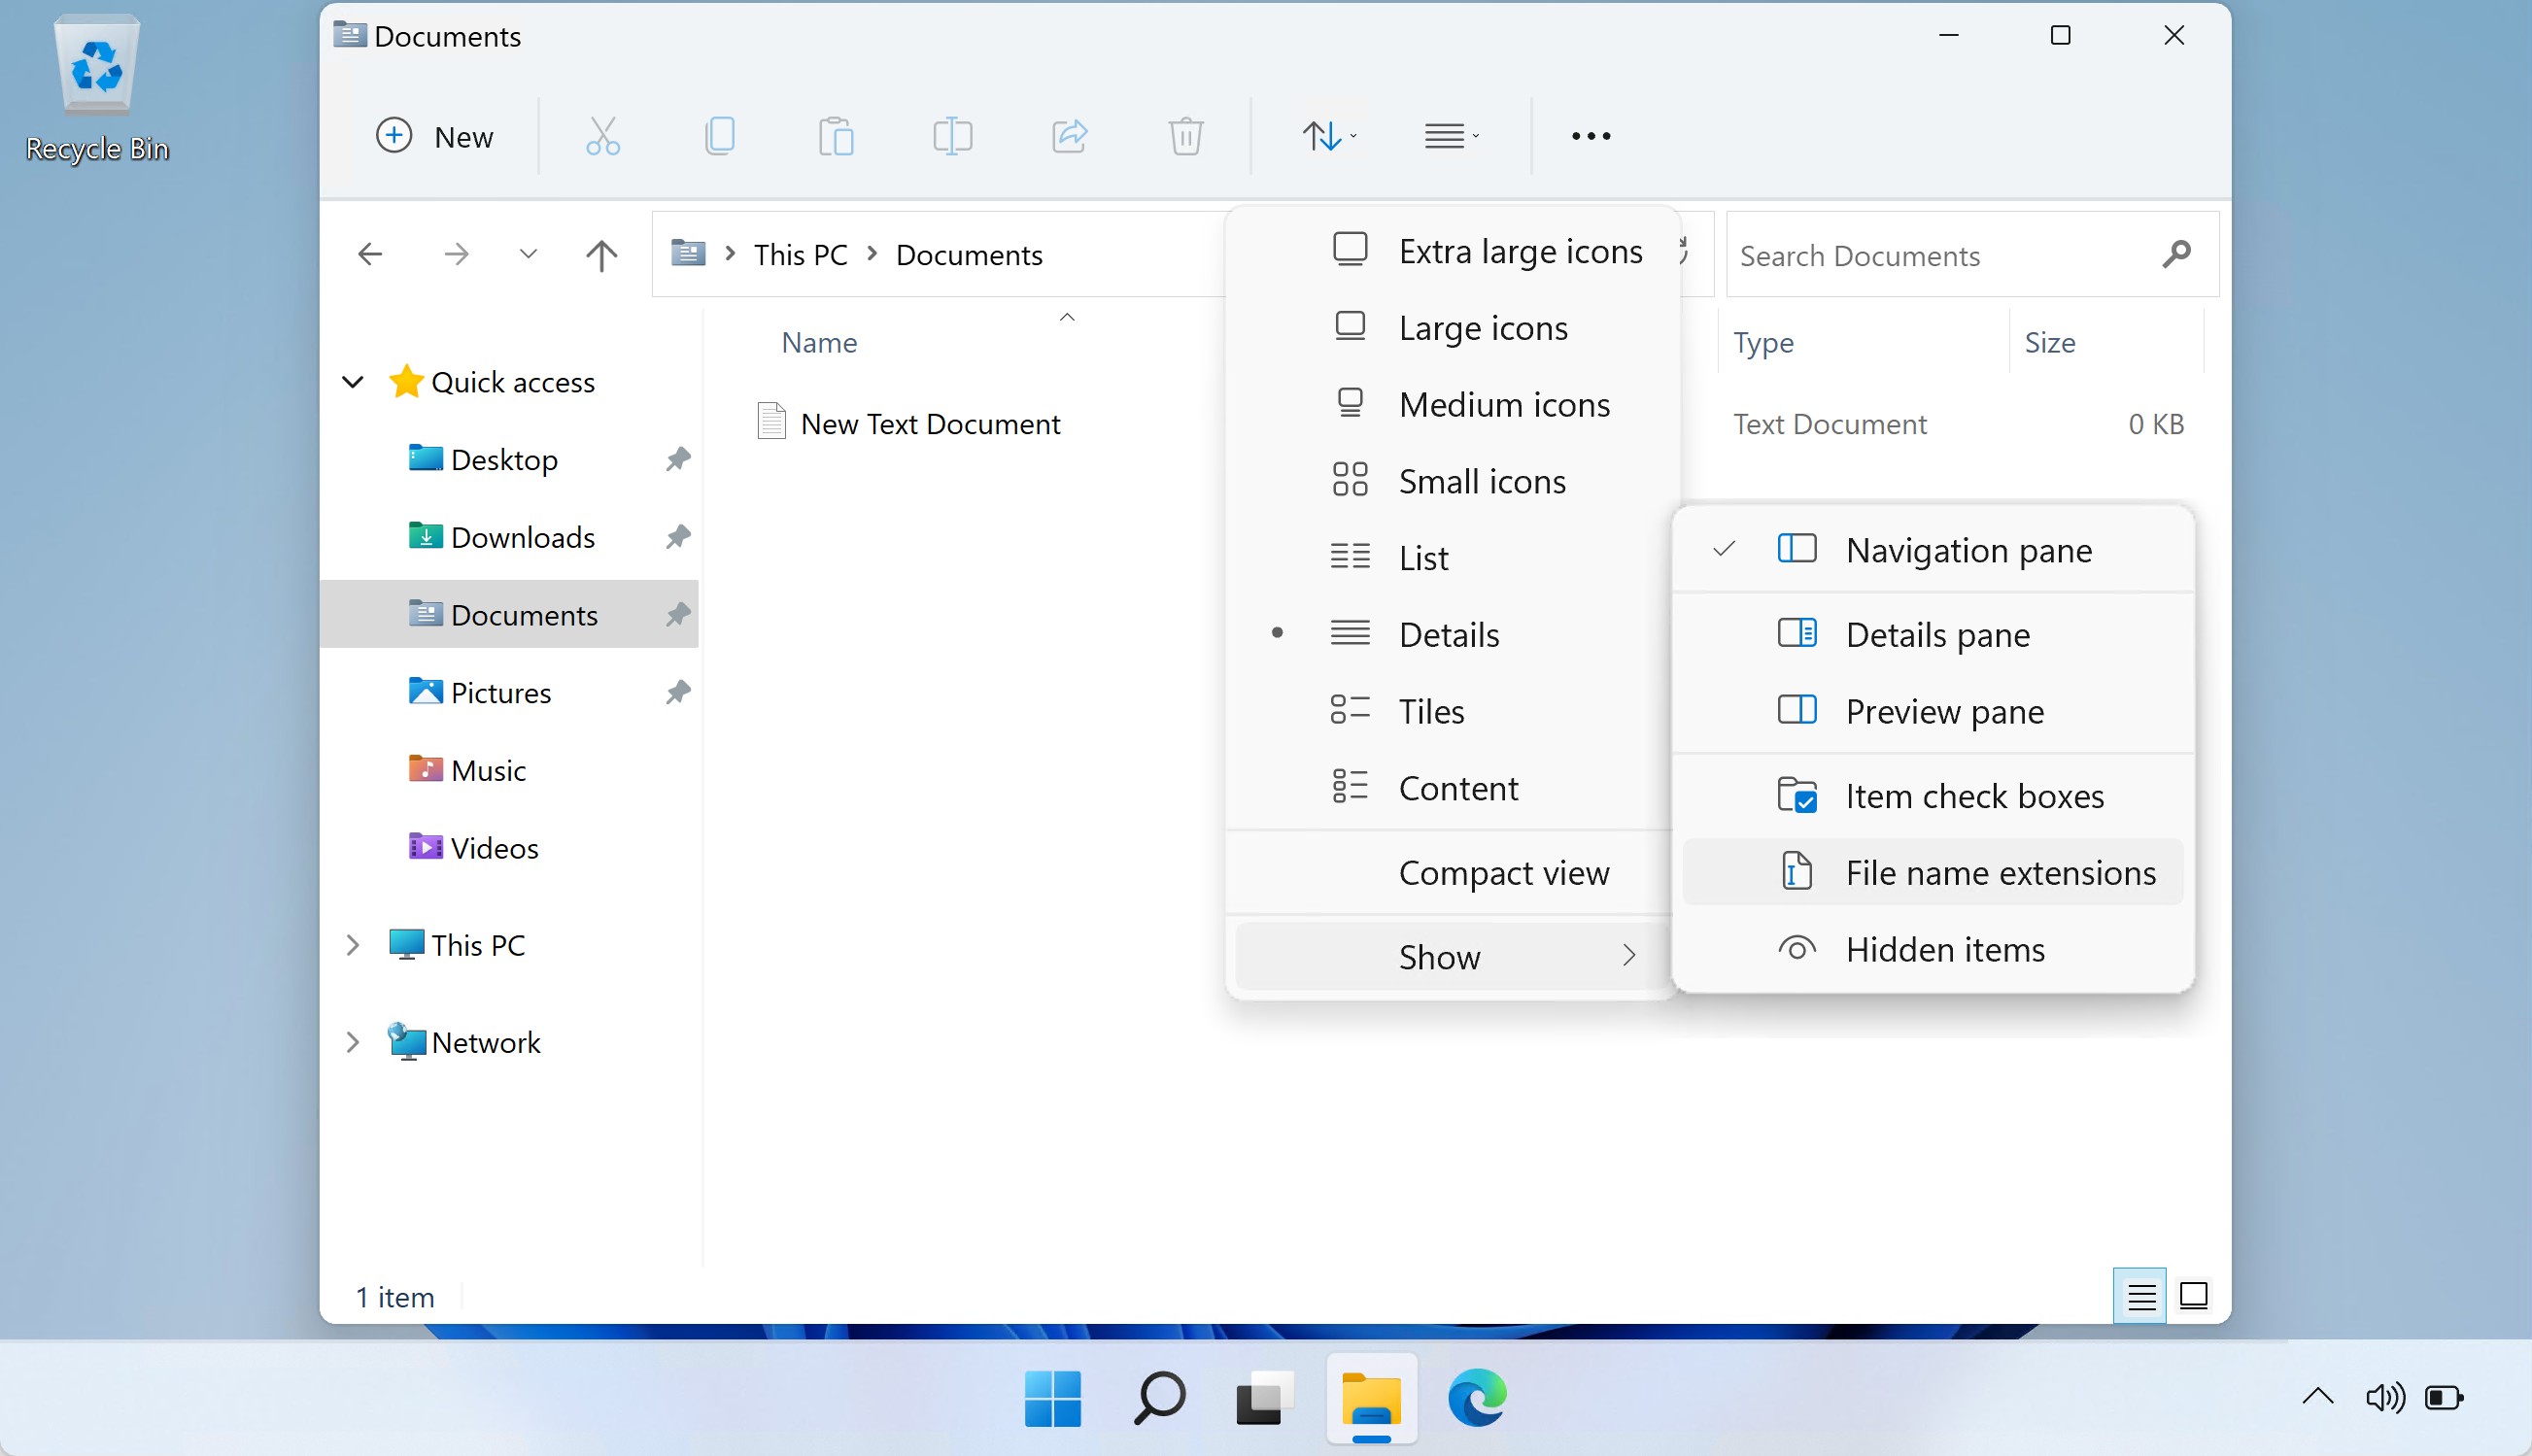 Recycle Bin
Documents
New
This PC
Documents
Search Documents
Name
Type
Size
New Text Document
Text Document
0 KB
Quick access
Desktop
Downloads
Documents
Pictures
Music
Videos
This PC
Network
Extra large icons
Large icons
Medium icons
Small icons
List
Details
Tiles
Content
Compact view
Show
Navigation pane
Details pane
Preview pane
Item check boxes
File name extensions
Hidden items
1 item